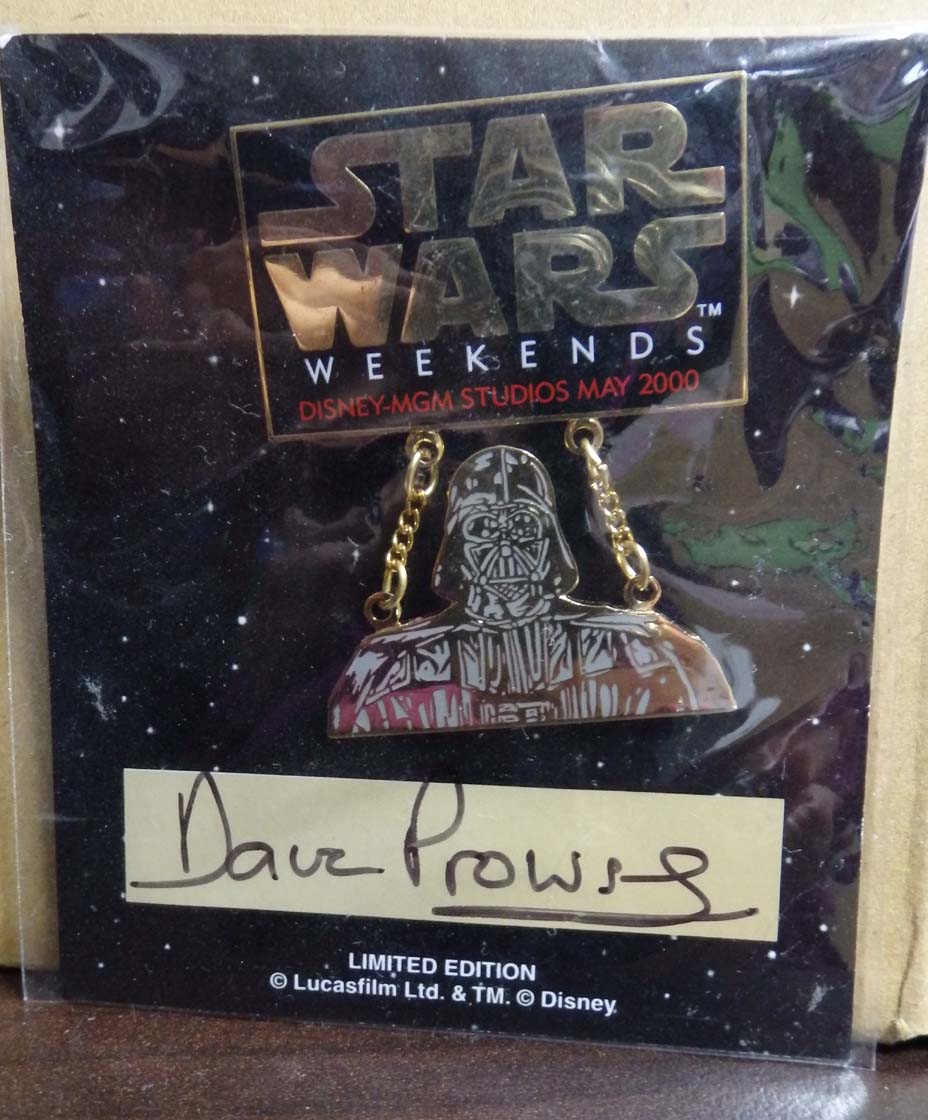 STAR
WARS™
WEEKENDS
DISNEY-MGM STUDIOS MAY 2000
Dave Prowse
LIMITED EDITION
© Lucasfilm Ltd. & TM. © Disney